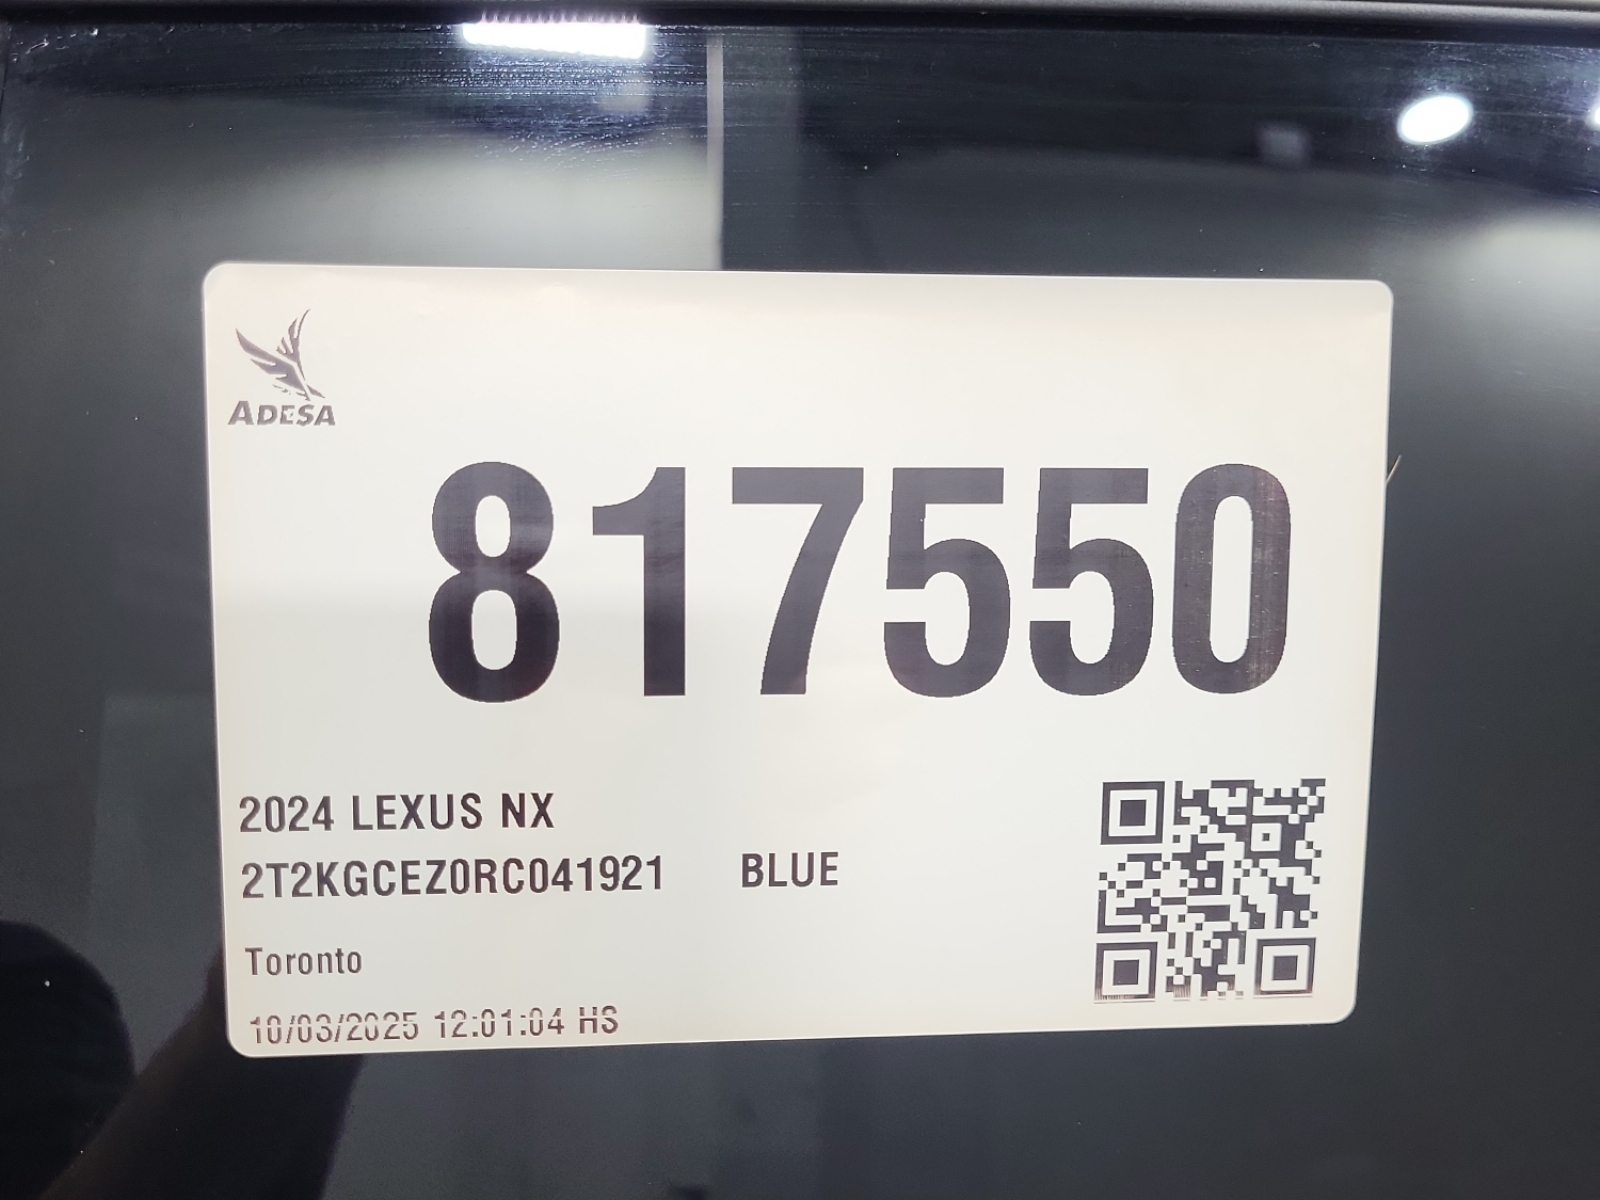 ADESA
817550
2024 LEXUS NX
2T2KGCEZ0RC041921 BLUE
Toronto
10/03/2025 12:01:04 HS